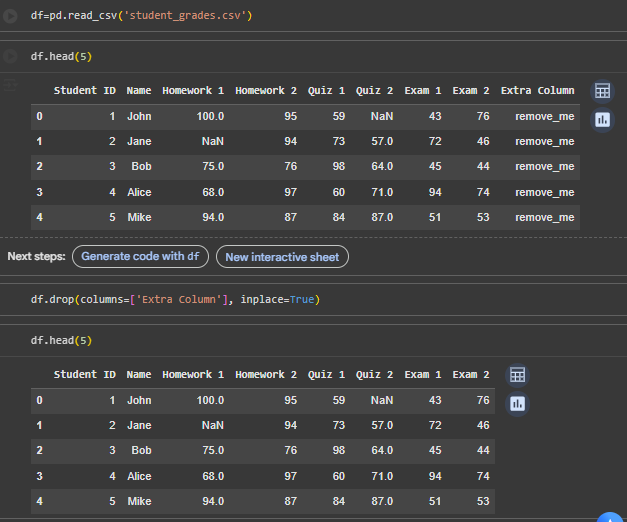 df=pd.read_csv('student_grades.csv')
df.head(5)
Student ID Name Homework 1 Homework 2 Quiz 1 Quiz 2 Exam 1 Exam 2 Extra Column
0 1 John 100.0 95 59 NaN 43 76 remove_me
1 2 Jane NaN 94 73 57.0 72 46 remove_me
2 3 Bob 75.0 76 98 64.0 45 44 remove_me
3 4 Alice 68.0 97 60 71.0 94 74 remove_me
4 5 Mike 94.0 87 84 87.0 51 53 remove_me
Next steps: Generate code with df New interactive sheet
df.drop(columns=['Extra Column'], inplace=True)
df.head(5)
Student ID Name Homework 1 Homework 2 Quiz 1 Quiz 2 Exam 1 Exam 2
0 1 John 100.0 95 59 NaN 43 76
1 2 Jane NaN 94 73 57.0 72 46
2 3 Bob 75.0 76 98 64.0 45 44
3 4 Alice 68.0 97 60 71.0 94 74
4 5 Mike 94.0 87 84 87.0 51 53